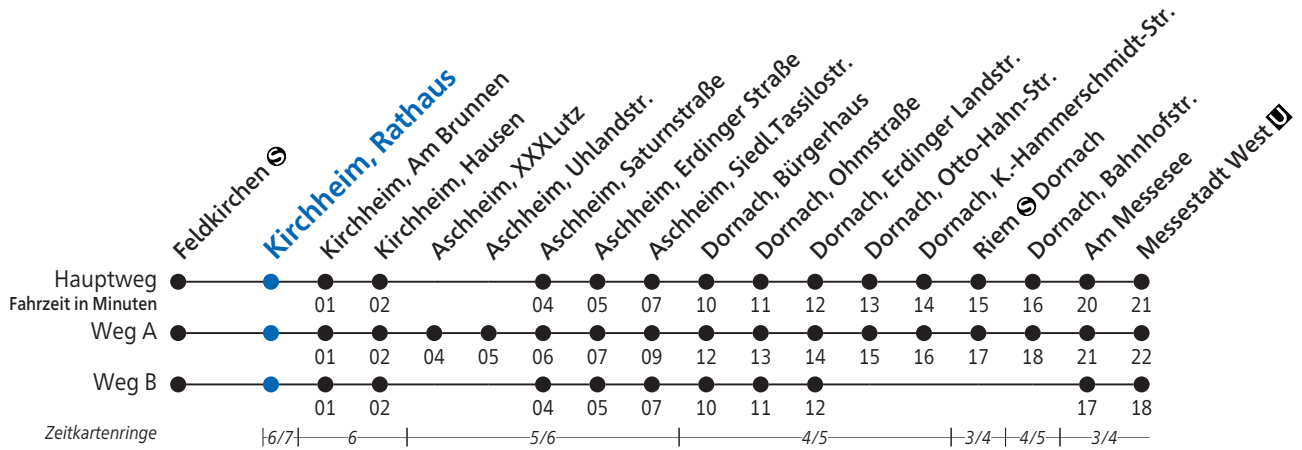 Feldkirchen S
Kirchheim, Rathaus
Kirchheim, Am Brunnen
Kirchheim, Hausen
Aschheim, XXXLutz
Aschheim, Uhlandstr.
Aschheim, Saturnstraße
Aschheim, Erdinger Straße
Aschheim, Siedl.Tassilostr.
Dornach, Bürgerhaus
Dornach, Ohmstraße
Dornach, Erdinger Landstr.
Dornach, Otto-Hahn-Str.
Dornach, K.-Hammerschmidt-Str.
Riem S Dornach
Dornach, Bahnhofstr.
Am Messesee
Messestadt West U
Hauptweg
Fahrzeit in Minuten 01 02 04 05 07 10 11 12 13 14 15 16 20 21
Weg A
01 02 04 05 06 07 09 12 13 14 15 16 17 18 21 22
Weg B
01 02 04 05 07 10 11 12 17 18
Zeitkartenringe 6/7 6 5/6 4/5 3/4 4/5 3/4